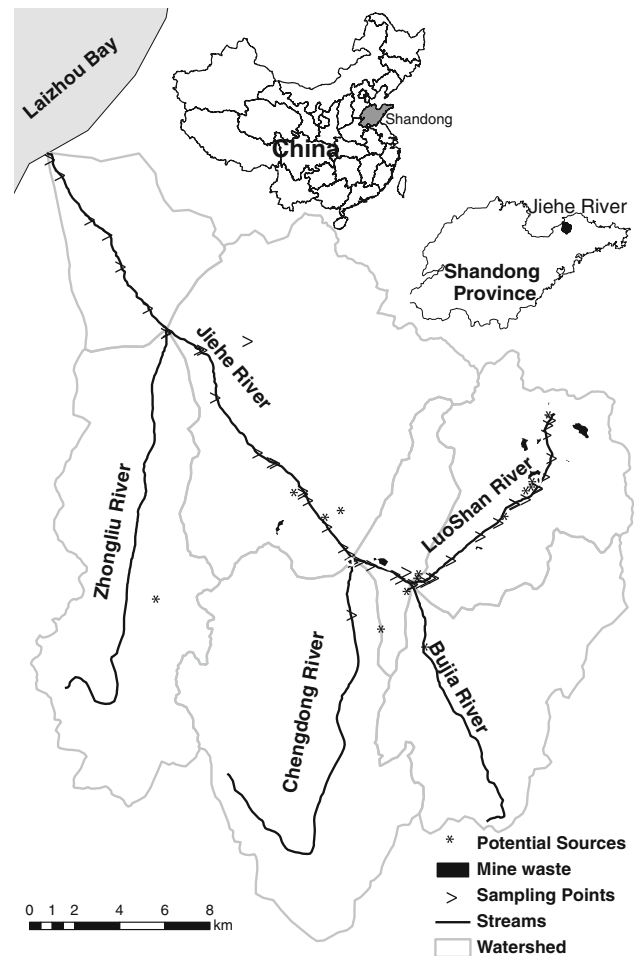 Laizhou Bay
Shandong
China
Jiehe River
Shandong
Province
Jiehe River
LuoShan River
Zhongliu River
Chengdong River
Bujia River
* Potential Sources
Mine waste
> Sampling Points
Streams
Watershed
0 1 2 4 6 8
km